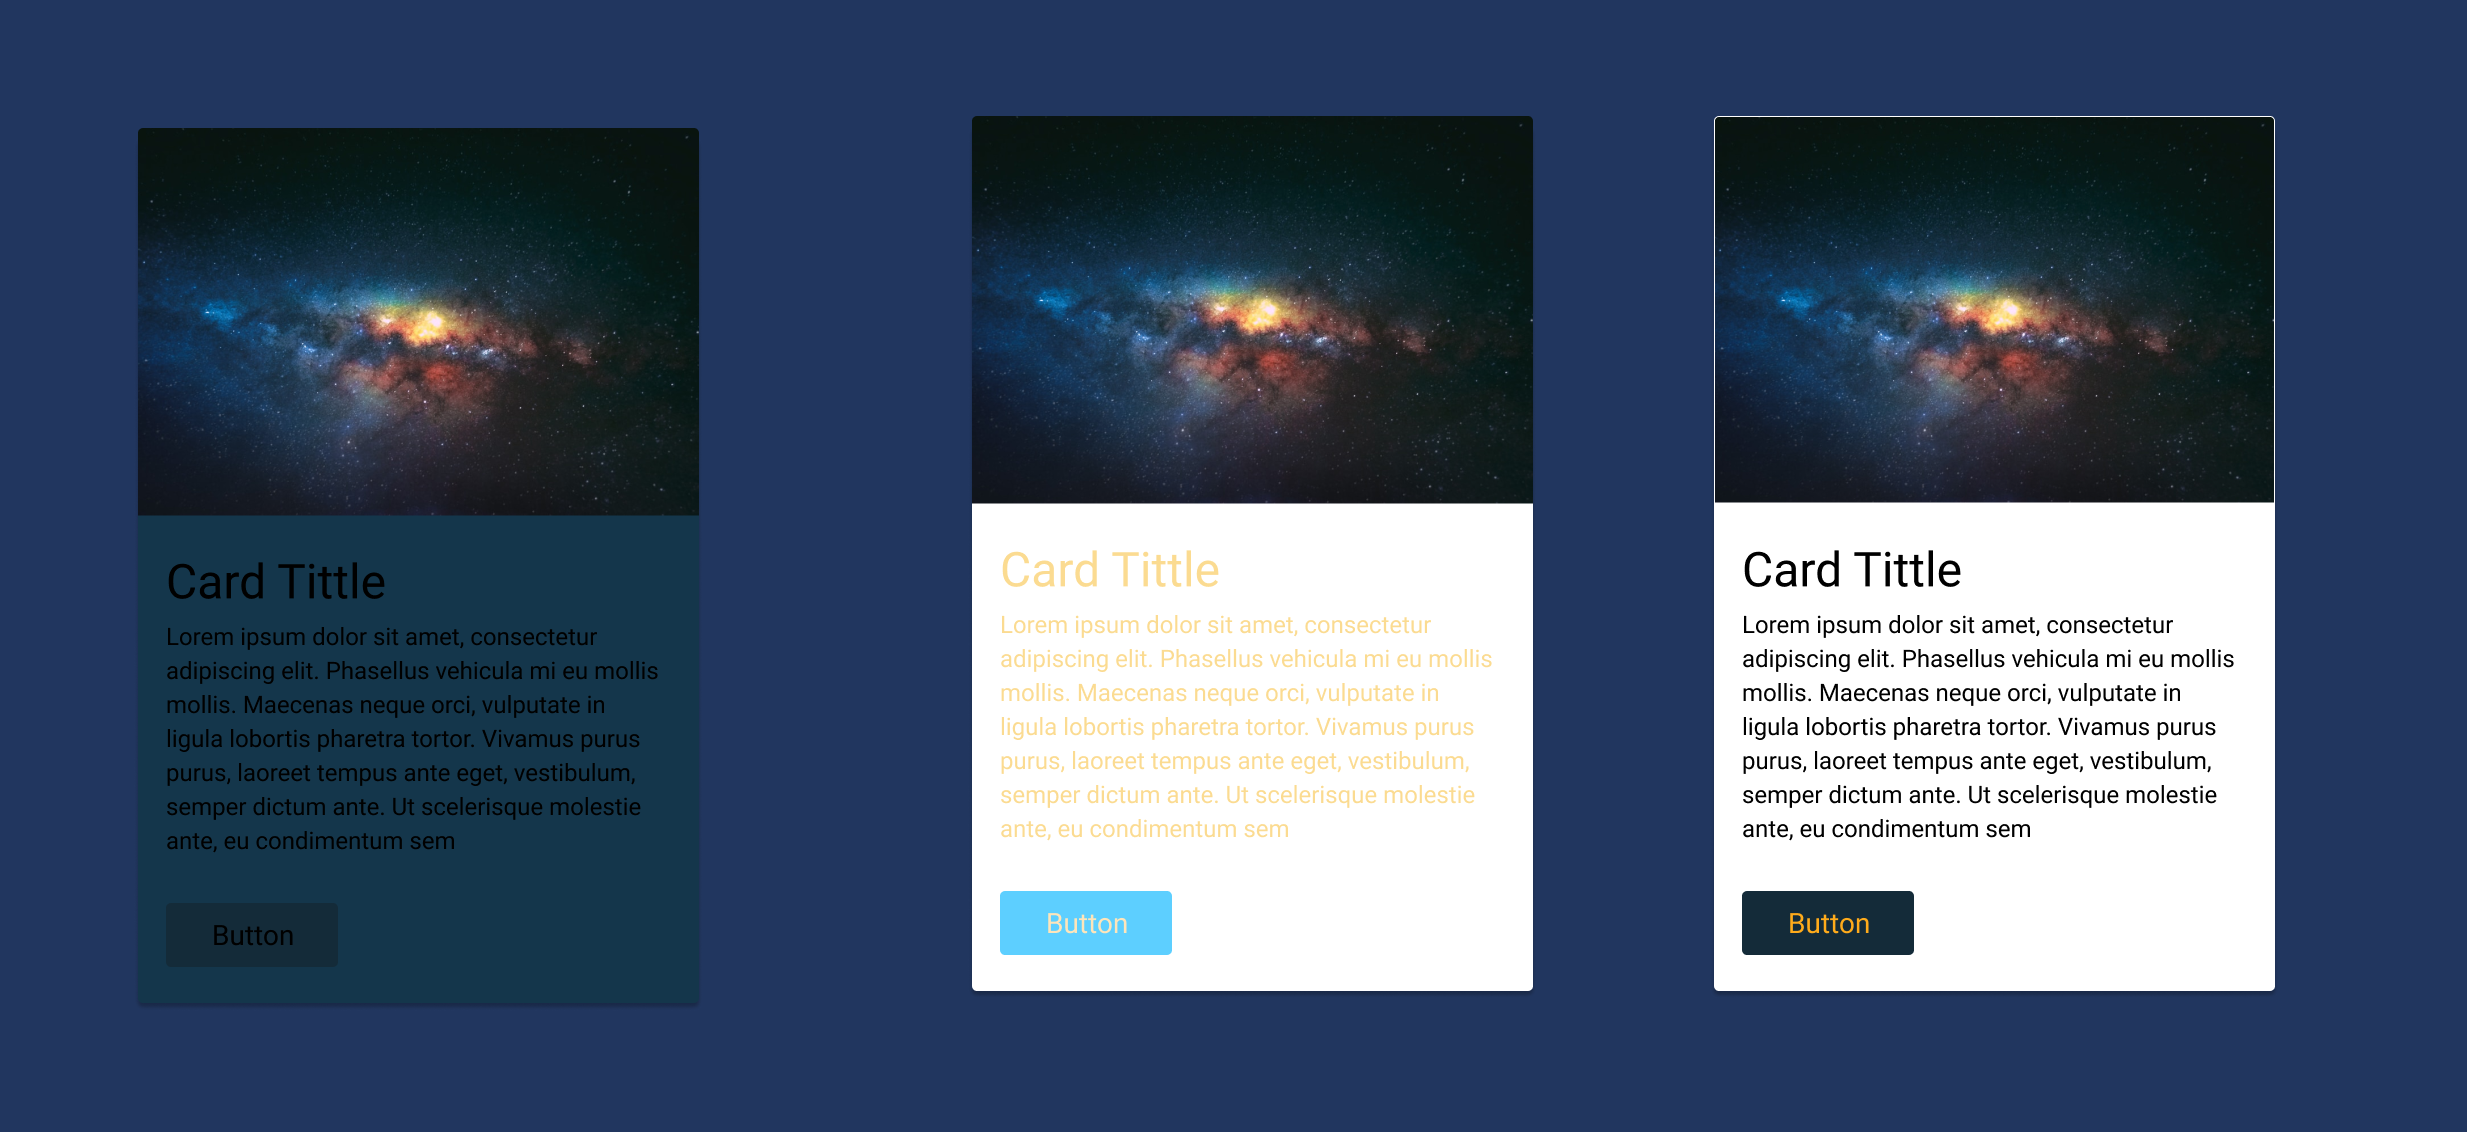 Card Tittle
Lorem ipsum dolor sit amet, consectetur
adipiscing elit. Phasellus vehicula mi eu mollis
mollis. Maecenas neque orci, vulputate in
ligula lobortis pharetra tortor. Vivamus purus
purus, laoreet tempus ante eget, vestibulum,
semper dictum ante. Ut scelerisque molestie
ante, eu condimentum sem
Button
Card Tittle
Lorem ipsum dolor sit amet, consectetur
adipiscing elit. Phasellus vehicula mi eu mollis
mollis. Maecenas neque orci, vulputate in
ligula lobortis pharetra tortor. Vivamus purus
purus, laoreet tempus ante eget, vestibulum,
semper dictum ante. Ut scelerisque molestie
ante, eu condimentum sem
Button
Card Tittle
Lorem ipsum dolor sit amet, consectetur
adipiscing elit. Phasellus vehicula mi eu mollis
mollis. Maecenas neque orci, vulputate in
ligula lobortis pharetra tortor. Vivamus purus
purus, laoreet tempus ante eget, vestibulum,
semper dictum ante. Ut scelerisque molestie
ante, eu condimentum sem
Button